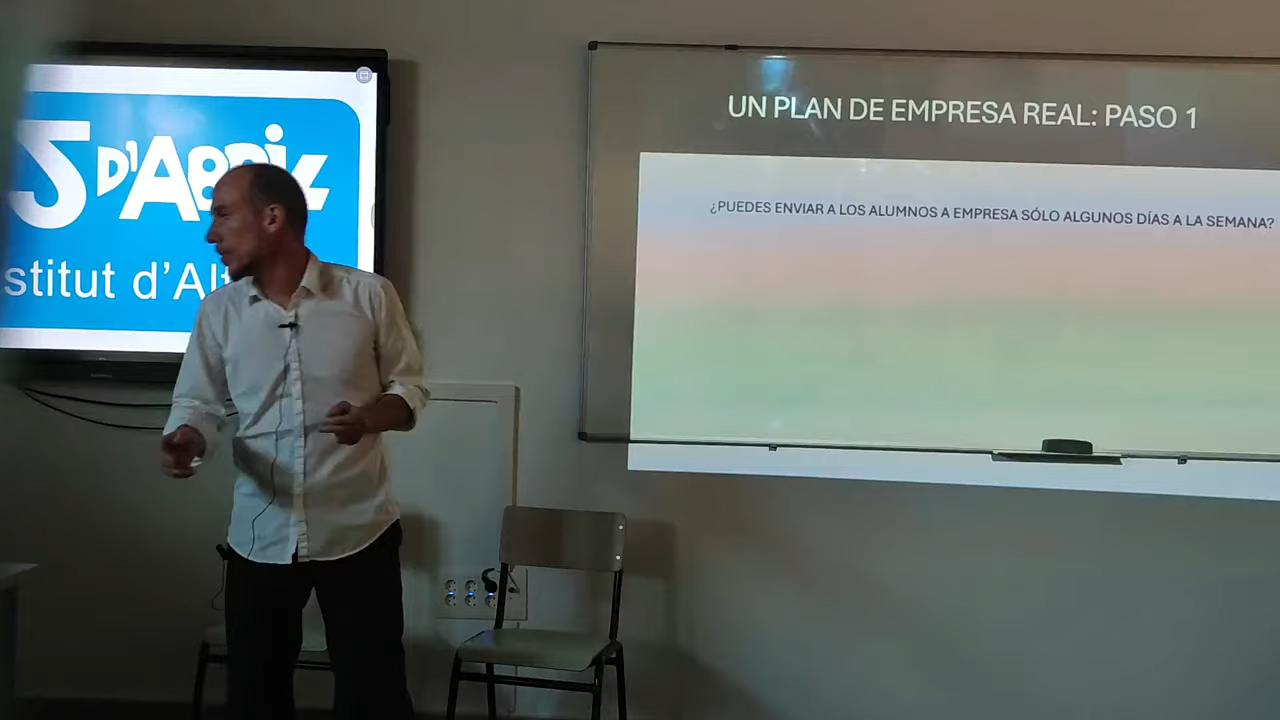 UN PLAN DE EMPRESA REAL: PASO 1
¿PUEDES ENVIAR A LOS ALUMNOS A EMPRESA SÓLO ALGUNOS DÍAS A LA SEMANA?
5 D'ABRIL
stitut d'Al